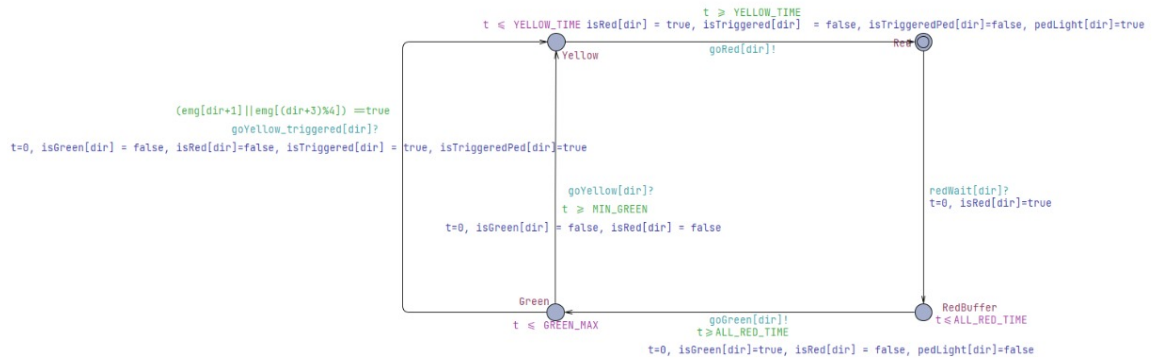 t ⩾ YELLOW_TIME
t ⩽ YELLOW_TIME isRed[dir] = true, isTriggered[dir] = false, isTriggeredPed[dir]=false, pedLight[dir]=true
Red
goRed[dir]!
Yellow
(emg[dir+1]||emg[(dir+3)%4]) ==true
goYellow_triggered[dir]?
t=0, isGreen[dir] = false, isRed[dir]=false, isTriggered[dir] = true, isTriggeredPed[dir]=true
goYellow[dir]?
redWait[dir]?
t=0, isRed[dir]=true
t ⩾ MIN_GREEN
t=0, isGreen[dir] = false, isRed[dir] = false
Green
RedBuffer
t ⩽ GREEN_MAX
goGreen[dir]!
t⩽ALL_RED_TIME
t⩾ALL_RED_TIME
t=0, isGreen[dir]=true, isRed[dir] = false, pedLight[dir]=false